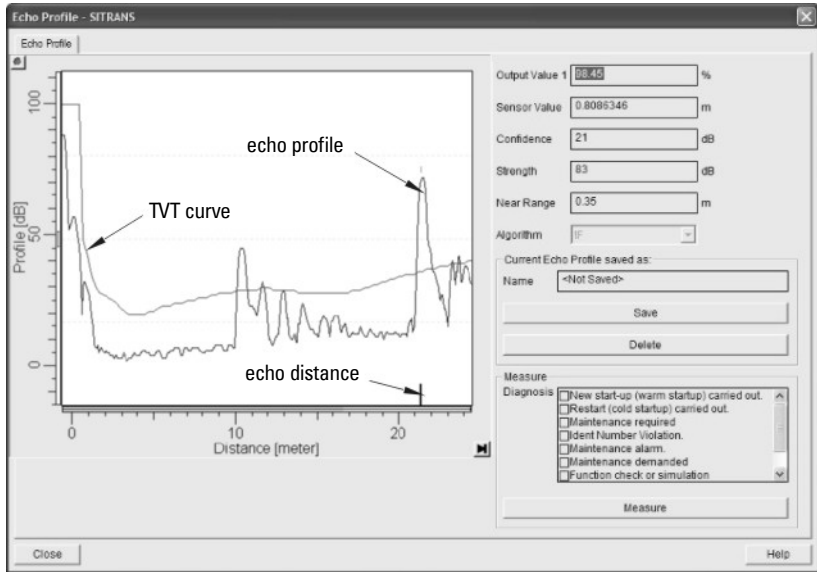 Echo Profile - SITRANS
Echo Profile
100
50
0
Profile [dB]
echo profile
TVT curve
echo distance
0
10
20
Distance [meter]
Output Value 1
98.45
%
Sensor Value
0.8086346
m
Confidence
21
dB
Strength
83
dB
Near Range
0.35
m
Algorithm
tF
Current Echo Profile saved as:
Name
<Not Saved>
Save
Delete
Measure
Diagnosis
New start-up (warm startup) carried out.
Restart (cold startup) carried out.
Maintenance required
Ident Number Violation.
Maintenance alarm.
Maintenance demanded
Function check or simulation
Measure
Close
Help